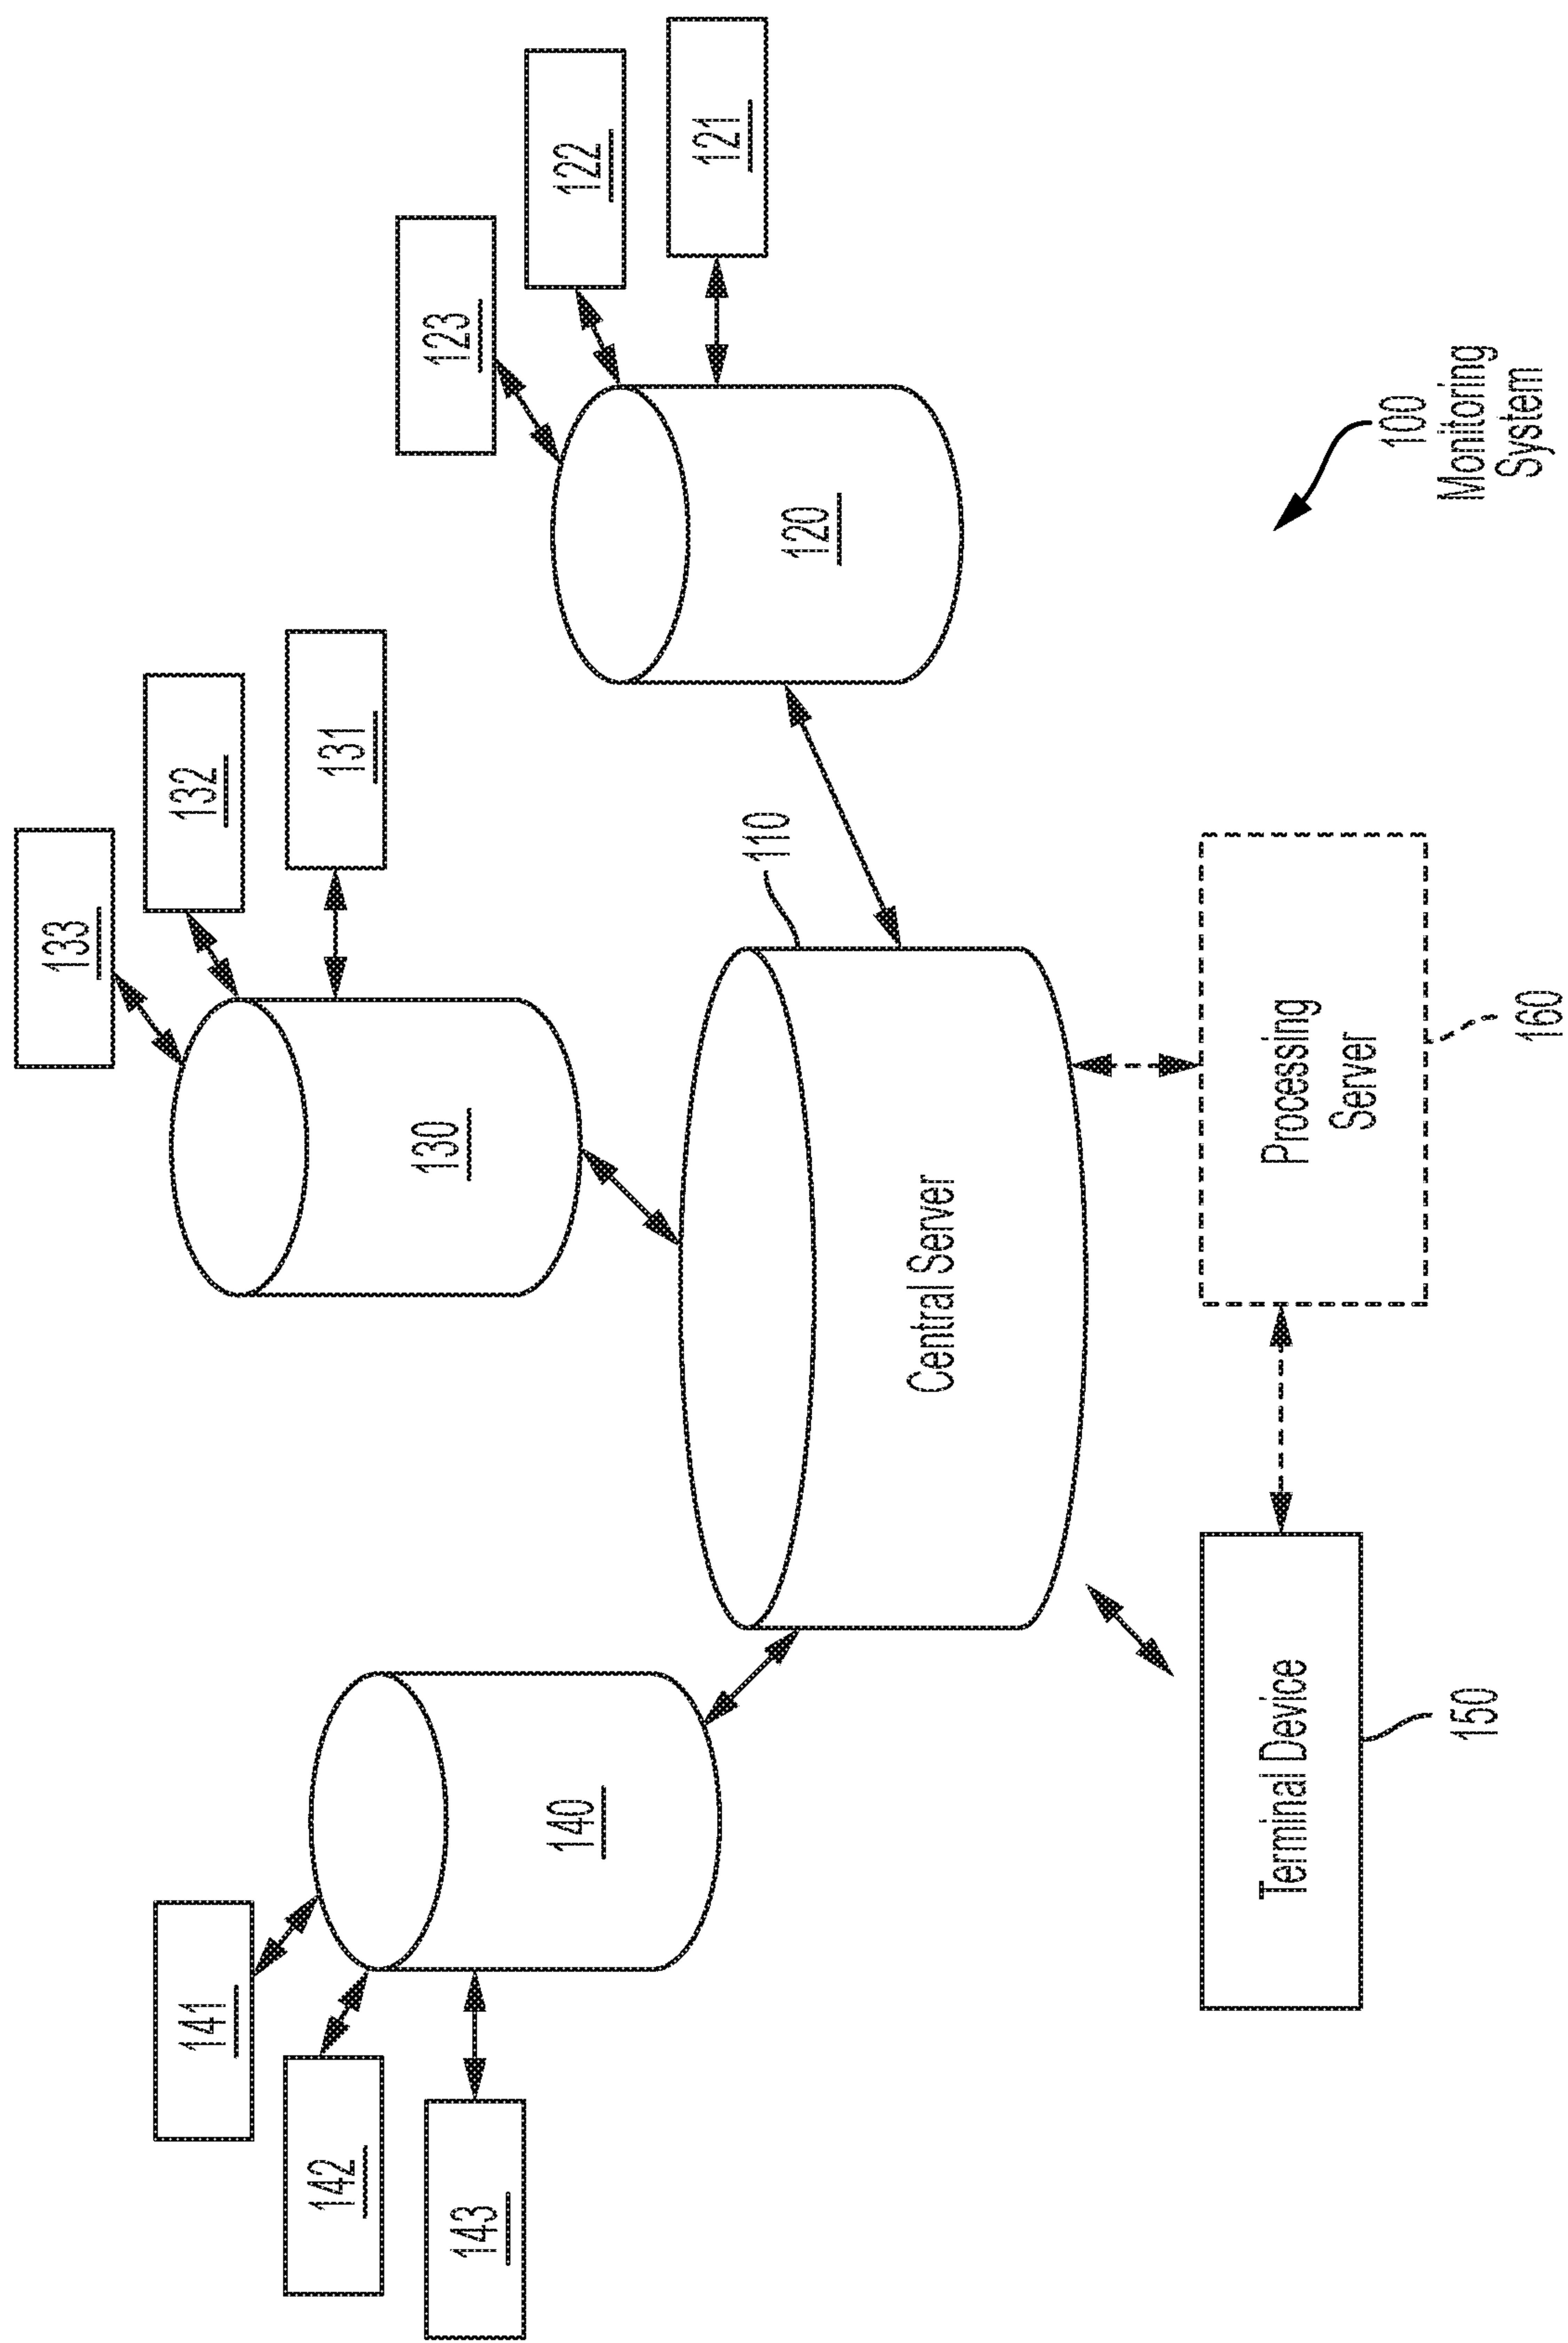 133
132
141
142
131
130
123
143
140
122
121
110
120
Central Server
Terminal Device
Processing
Server
100
Monitoring
System
150
160